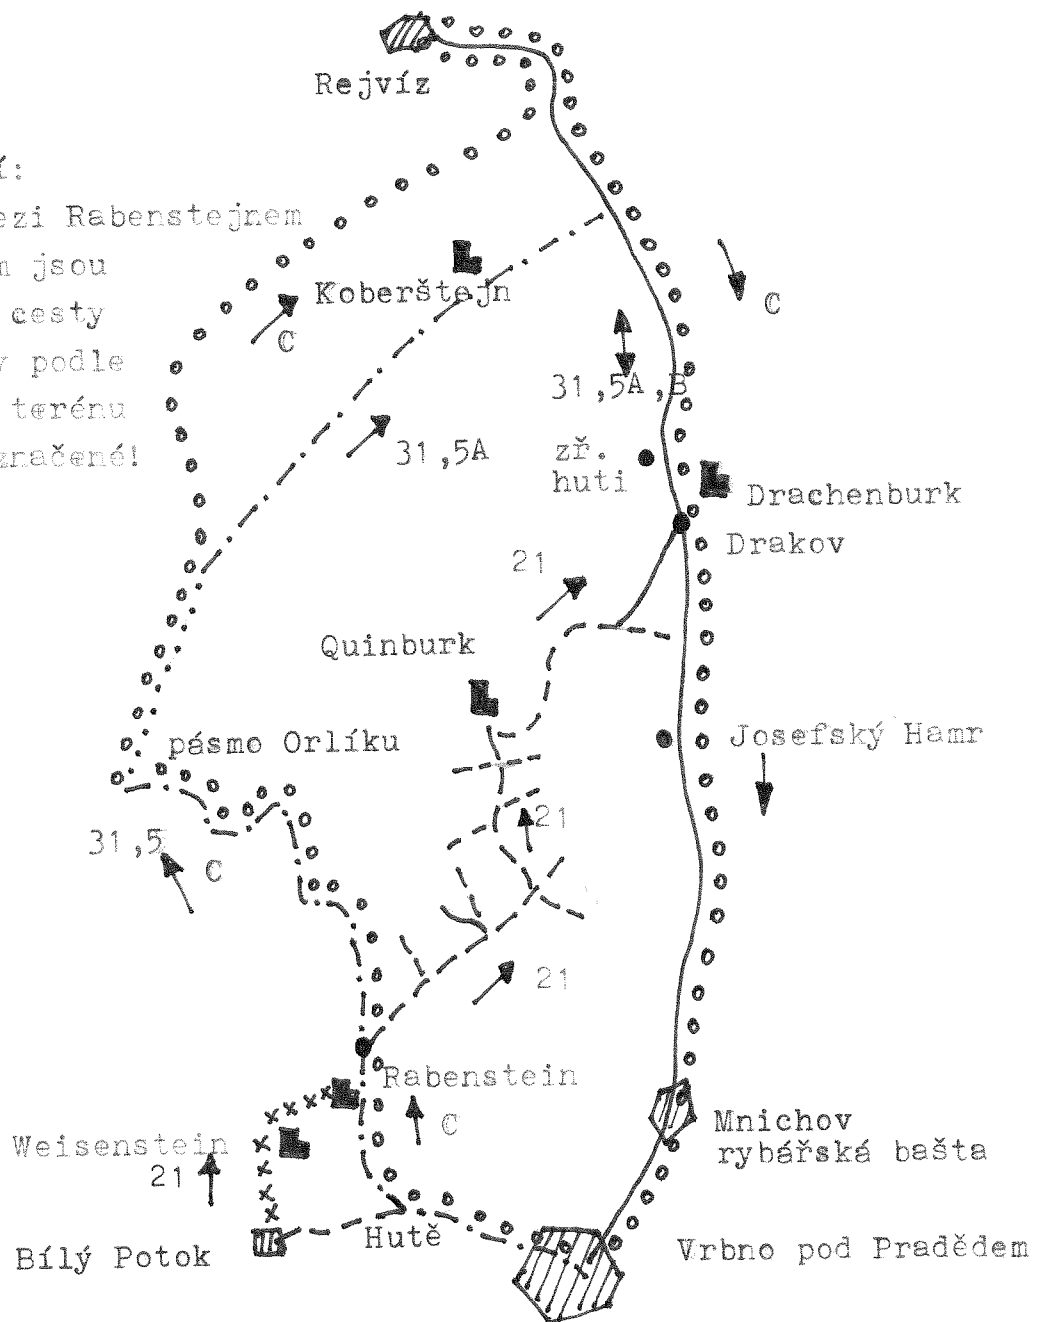 Rejvíz
í:
ezi Rabenstejnem
m jsou
cesty
y podle
terénu
značené!
Koberštejn
C
C
31,5A,B
31,5A
zř.
huti
Drachenburk
Drakov
21
Quinburk
pásmo Orlíku
Josefský Hamr
31,5
C
21
21
Rabenstein
C
Mnichov
rybářská bašta
Weisenstein
21
Hutě
Bílý Potok
Vrbno pod Pradědem